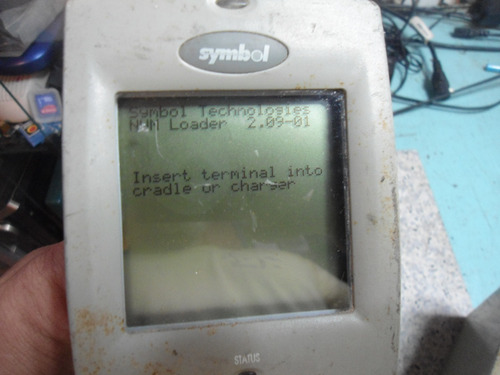 symbol
Symbol Technologies
NVM Loader 2.09-01
Insert terminal into
cradle or charger
STATUS